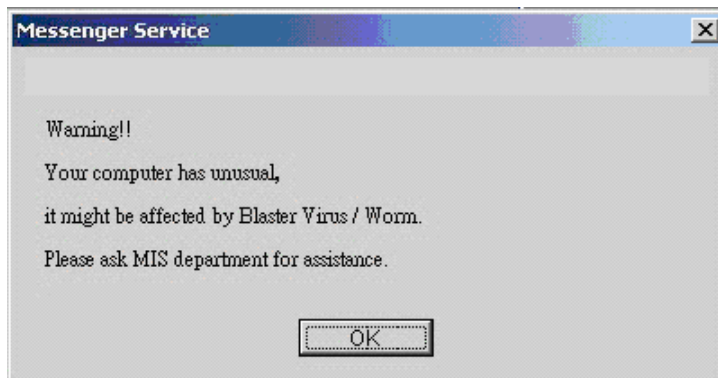 Messenger Service
Warning!!
Your computer has unusual,
it might be affected by Blaster Virus / Worm.
Please ask MIS department for assistance.
OK